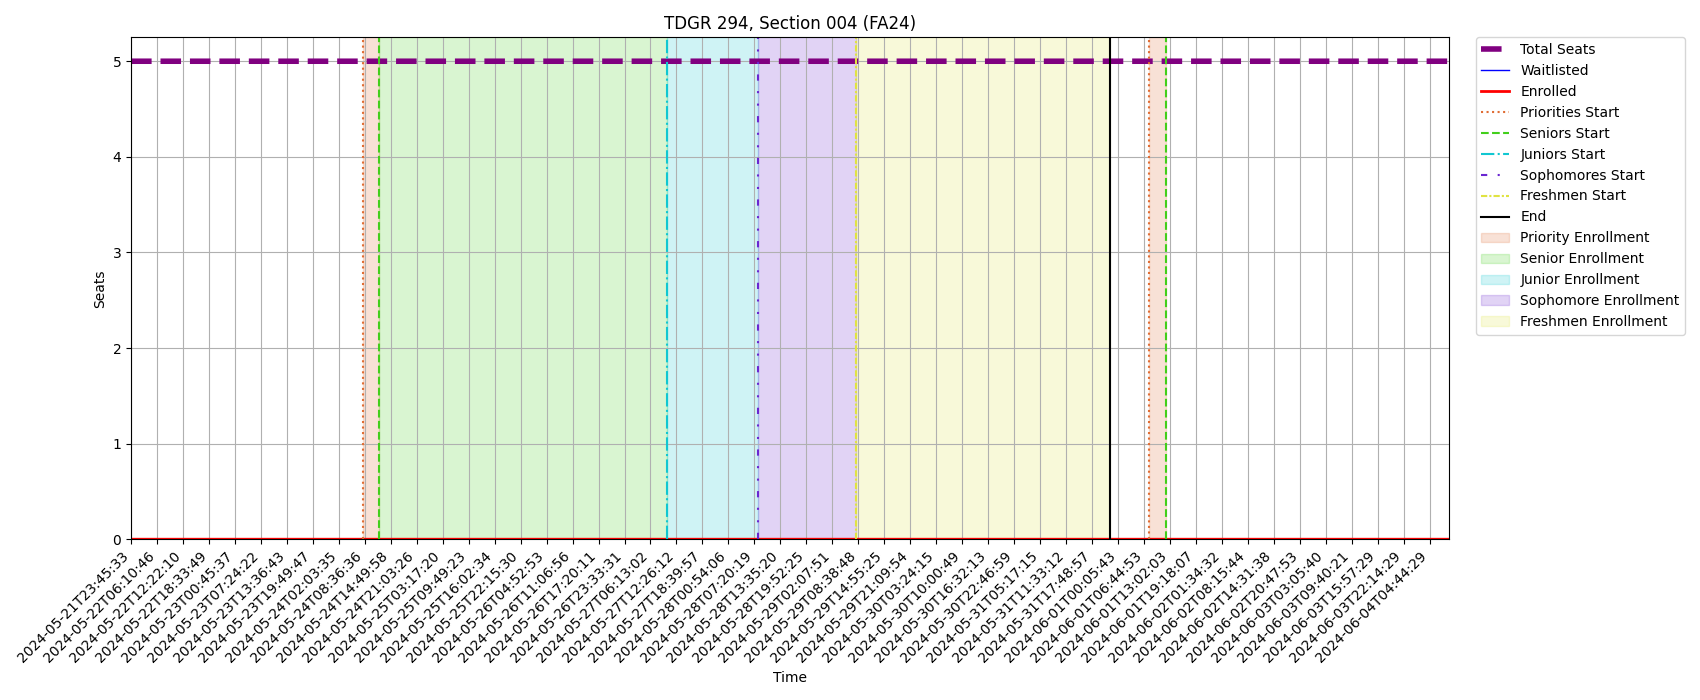 TDGR 294, Section 004 (FA24)
Seats
5
4
3
2
1
0
2024-05-21T23:45:33
2024-05-22T06:10:46
2024-05-22T12:22:10
2024-05-22T18:33:49
2024-05-23T00:45:37
2024-05-23T07:24:22
2024-05-23T13:36:43
2024-05-23T19:49:47
2024-05-24T02:03:35
2024-05-24T08:36:36
2024-05-24T14:49:58
2024-05-24T21:03:26
2024-05-25T03:17:20
2024-05-25T09:49:23
2024-05-25T16:02:34
2024-05-25T22:15:30
2024-05-26T04:52:53
2024-05-26T11:06:56
2024-05-26T17:20:11
2024-05-26T23:33:31
2024-05-27T06:13:02
2024-05-27T12:26:12
2024-05-27T18:39:57
2024-05-28T00:54:06
2024-05-28T07:20:19
2024-05-28T13:35:20
2024-05-28T19:52:25
2024-05-29T02:07:51
2024-05-29T08:38:48
2024-05-29T14:55:25
2024-05-29T21:09:54
2024-05-30T03:24:15
2024-05-30T10:00:49
2024-05-30T16:32:13
2024-05-30T22:46:59
2024-05-31T05:17:15
2024-05-31T11:33:12
2024-05-31T17:48:57
2024-06-01T00:05:43
2024-06-01T06:44:53
2024-06-01T13:02:03
2024-06-01T19:18:07
2024-06-02T01:34:32
2024-06-02T08:15:44
2024-06-02T14:31:38
2024-06-02T20:47:53
2024-06-03T03:05:40
2024-06-03T09:40:21
2024-06-03T15:57:29
2024-06-03T22:14:29
2024-06-04T04:44:29
Time
Total Seats
Waitlisted
Enrolled
Priorities Start
Seniors Start
Juniors Start
Sophomores Start
Freshmen Start
End
Priority Enrollment
Senior Enrollment
Junior Enrollment
Sophomore Enrollment
Freshmen Enrollment